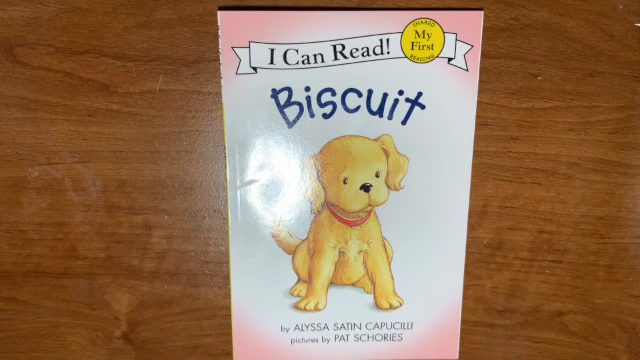 I Can Read!
SHARED
My
First
READING
Biscuit
by ALYSSA SATIN CAPUCILLI
pictures by PAT SCHORIES